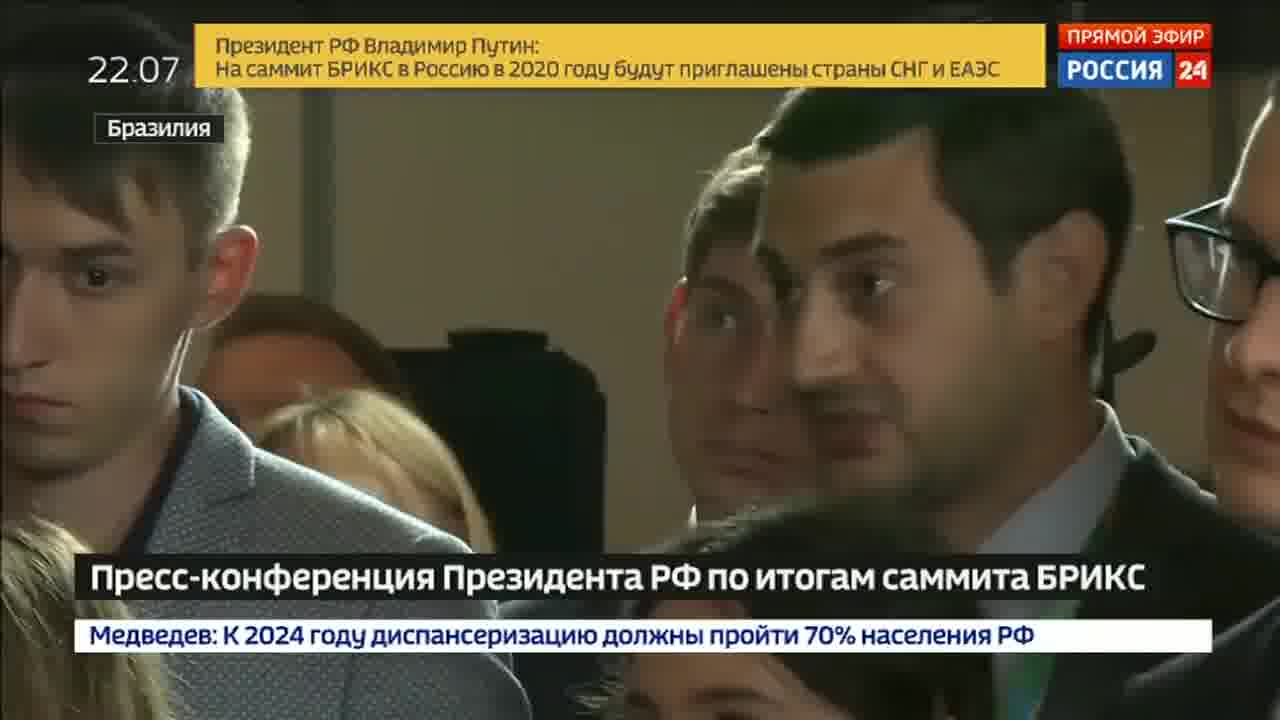 22.07
Президент РФ Владимир Путин:
На саммит БРИКС в Россию в 2020 году будут приглашены страны СНГ и ЕАЭС
ПРЯМОЙ ЭФИР
РОССИЯ 24
Бразилия
Пресс-конференция Президента РФ по итогам саммита БРИКС
Медведев: К 2024 году диспансеризацию должны пройти 70% населения РФ